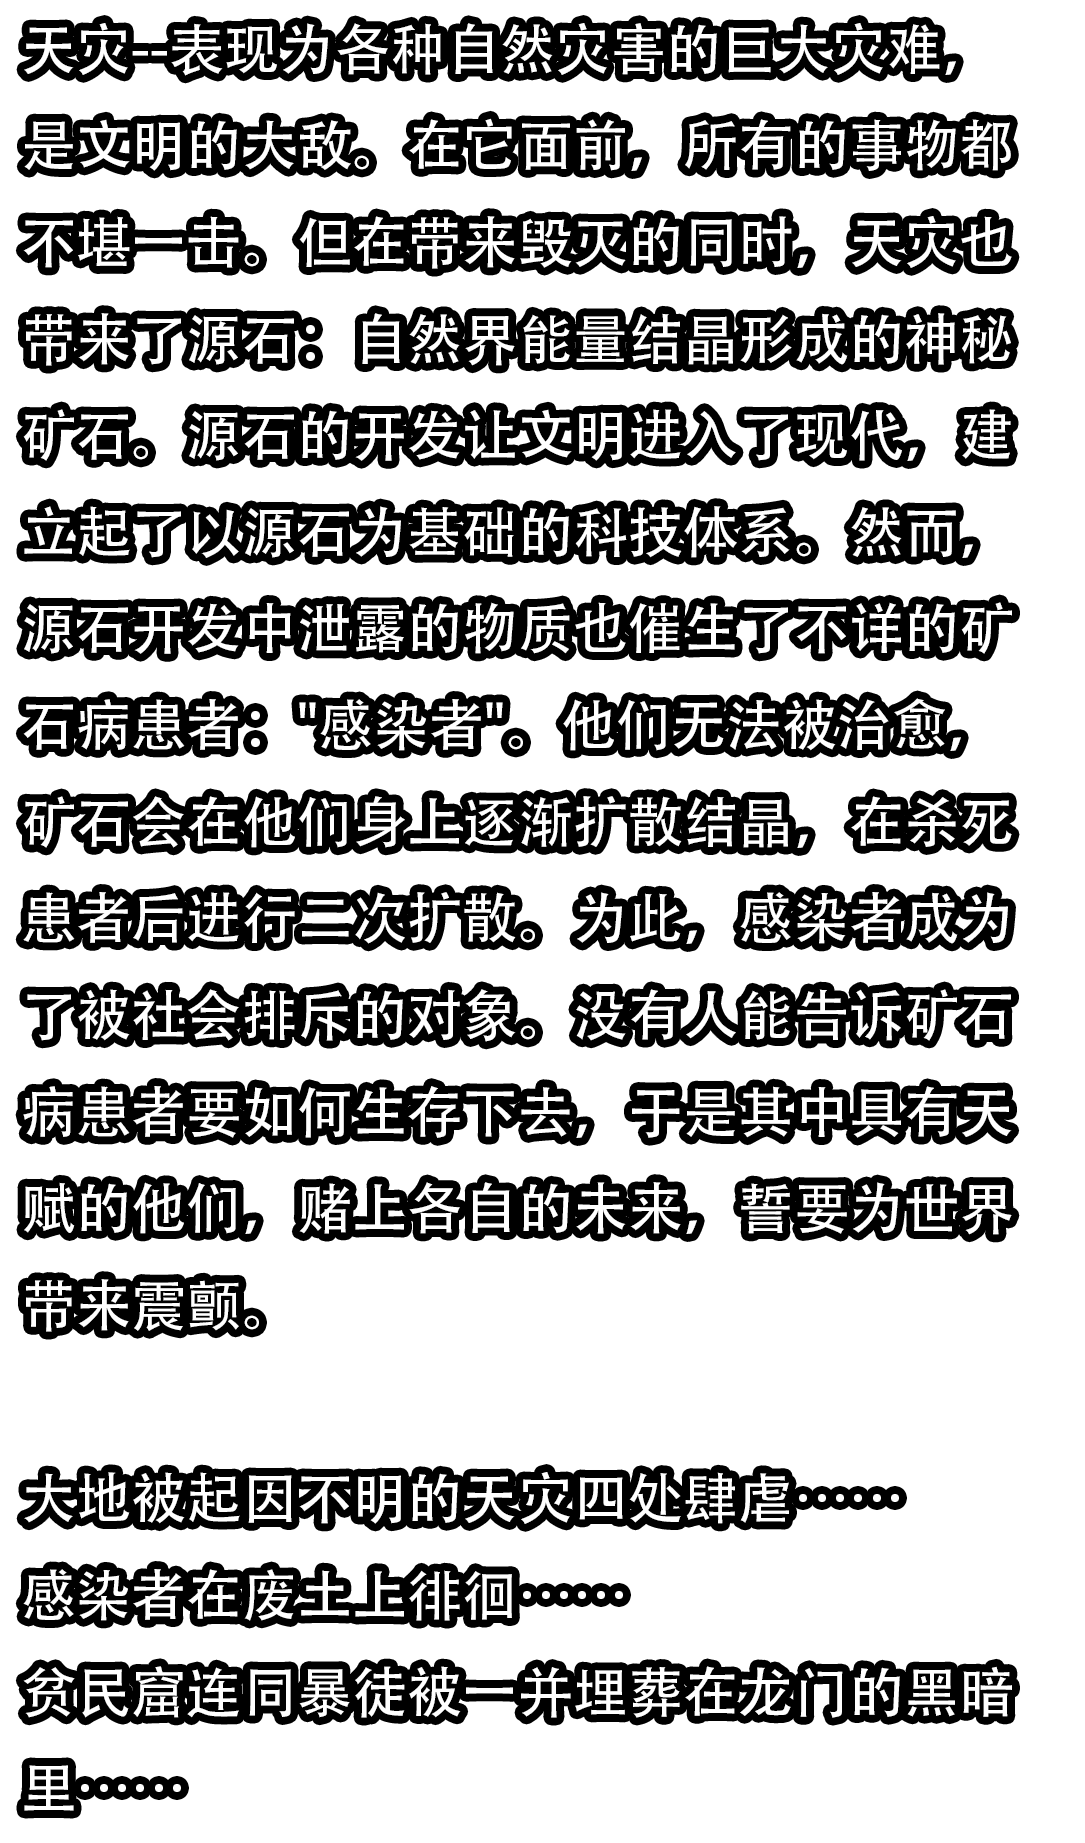 天灾--表现为各种自然灾害的巨大灾难,
是文明的大敌。在它面前，所有的事物都
不堪一击。但在带来毁灭的同时，天灾也
带来了源石：自然界能量结晶形成的神秘
矿石。源石的开发让文明进入了现代，建
立起了以源石为基础的科技体系。然而，
源石开发中泄露的物质也催生了不详的矿
石病患者："感染者"。他们无法被治愈，
矿石会在他们身上逐渐扩散结晶，在杀死
患者后进行二次扩散。为此，感染者成为
了被社会排斥的对象。没有人能告诉矿石
病患者要如何生存下去，于是其中具有天
赋的他们，赌上各自的未来，誓要为世界
带来震颤。
大地被起因不明的天灾四处肆虐……
感染者在废土上徘徊……
贫民窟连同暴徒被一并埋葬在龙门的黑暗
里……